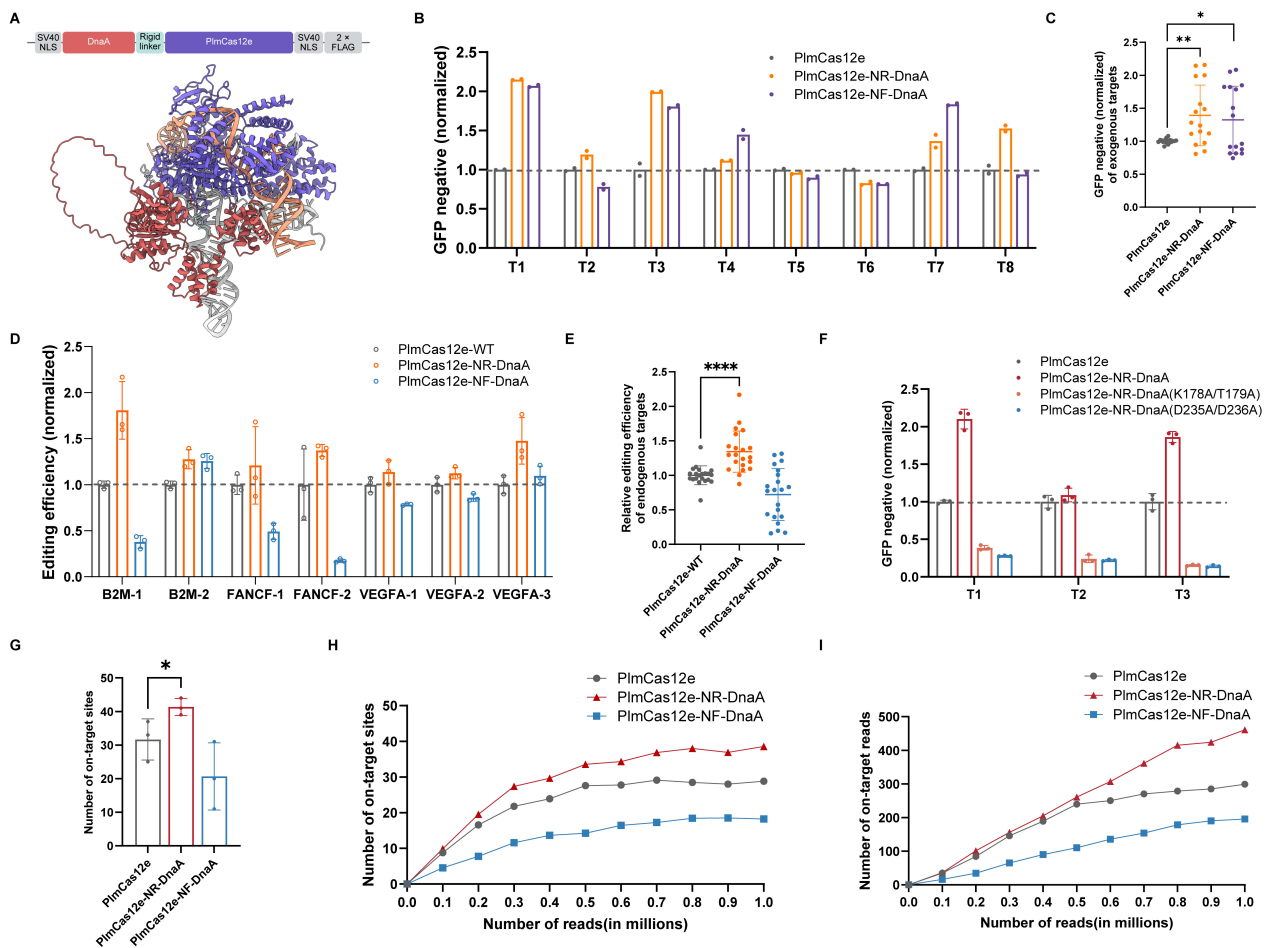 A
SV40
NLS
DnaA
Rigid
linker
PlmCas12e
SV40
NLS
2 ×
FLAG
B
GFP negative (normalized)
2.5
2.0
1.5
1.0
0.5
0.0
PlmCas12e
PlmCas12e-NR-DnaA
PlmCas12e-NF-DnaA
T1
T2
T3
T4
T5
T6
T7
T8
C
GFP negative (normalized)
of exogenous targets
2.5
2.0
1.5
1.0
0.5
0.0
*
**
PlmCas12e
PlmCas12e-NR-DnaA
PlmCas12e-NF-DnaA
D
Editing efficiency (normalized)
2.5
2.0
1.5
1.0
0.5
0.0
PlmCas12e-WT
PlmCas12e-NR-DnaA
PlmCas12e-NF-DnaA
B2M-1
B2M-2
FANCF-1
FANCF-2
VEGFA-1
VEGFA-2
VEGFA-3
E
Relative editing efficiency
of endogenous targets
2.5
2.0
1.5
1.0
0.5
0.0
****
PlmCas12e-WT
PlmCas12e-NR-DnaA
PlmCas12e-NF-DnaA
F
GFP negative (normalized)
2.5
2.0
1.5
1.0
0.5
0.0
PlmCas12e
PlmCas12e-NR-DnaA
PlmCas12e-NR-DnaA(K178A/T179A)
PlmCas12e-NR-DnaA(D235A/D236A)
T1
T2
T3
G
Number of on-target sites
50
40
30
20
10
0
*
PlmCas12e
PlmCas12e-NR-DnaA
PlmCas12e-NF-DnaA
H
Number of on-target sites
50
40
30
20
10
0
PlmCas12e
PlmCas12e-NR-DnaA
PlmCas12e-NF-DnaA
0.0 0.1 0.2 0.3 0.4 0.5 0.6 0.7 0.8 0.9 1.0
Number of reads(in millions)
I
Number of on-target reads
500
400
300
200
100
0
PlmCas12e
PlmCas12e-NR-DnaA
PlmCas12e-NF-DnaA
0.0 0.1 0.2 0.3 0.4 0.5 0.6 0.7 0.8 0.9 1.0
Number of reads(in millions)